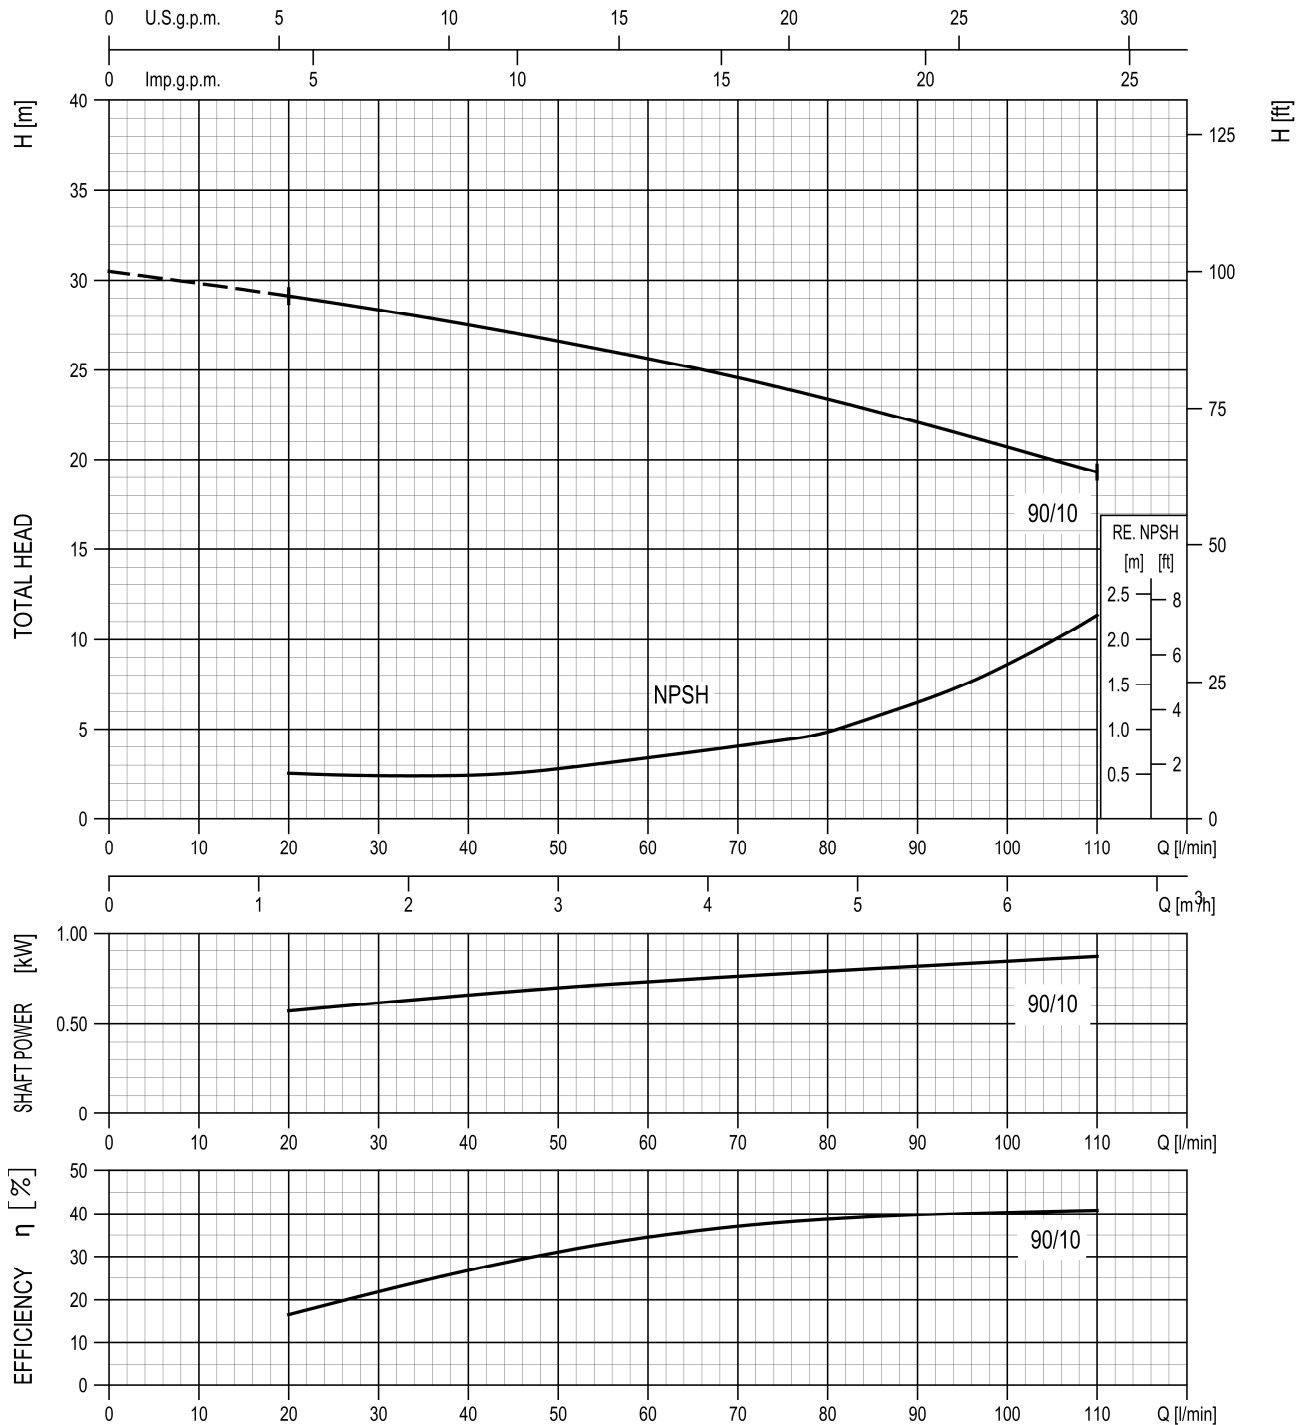 0 U.S.g.p.m. 5 10 15 20 25 30
0 Imp.g.p.m. 5 10 15 20 25
H [m]
H [ft]
TOTAL HEAD
40
35
30
25
20
15
10
5
0
125
100
75
50
25
0
90/10
RE. NPSH
[m] [ft]
2.5 8
2.0 6
1.5 4
1.0 2
0.5
NPSH
0 10 20 30 40 50 60 70 80 90 100 110 Q [l/min]
0 1 2 3 4 5 6 Q [m³/h]
SHAFT POWER [kW]
1.00
0.50
0
90/10
0 10 20 30 40 50 60 70 80 90 100 110 Q [l/min]
EFFICIENCY η [%]
50
40
30
20
10
0
90/10
0 10 20 30 40 50 60 70 80 90 100 110 Q [l/min]